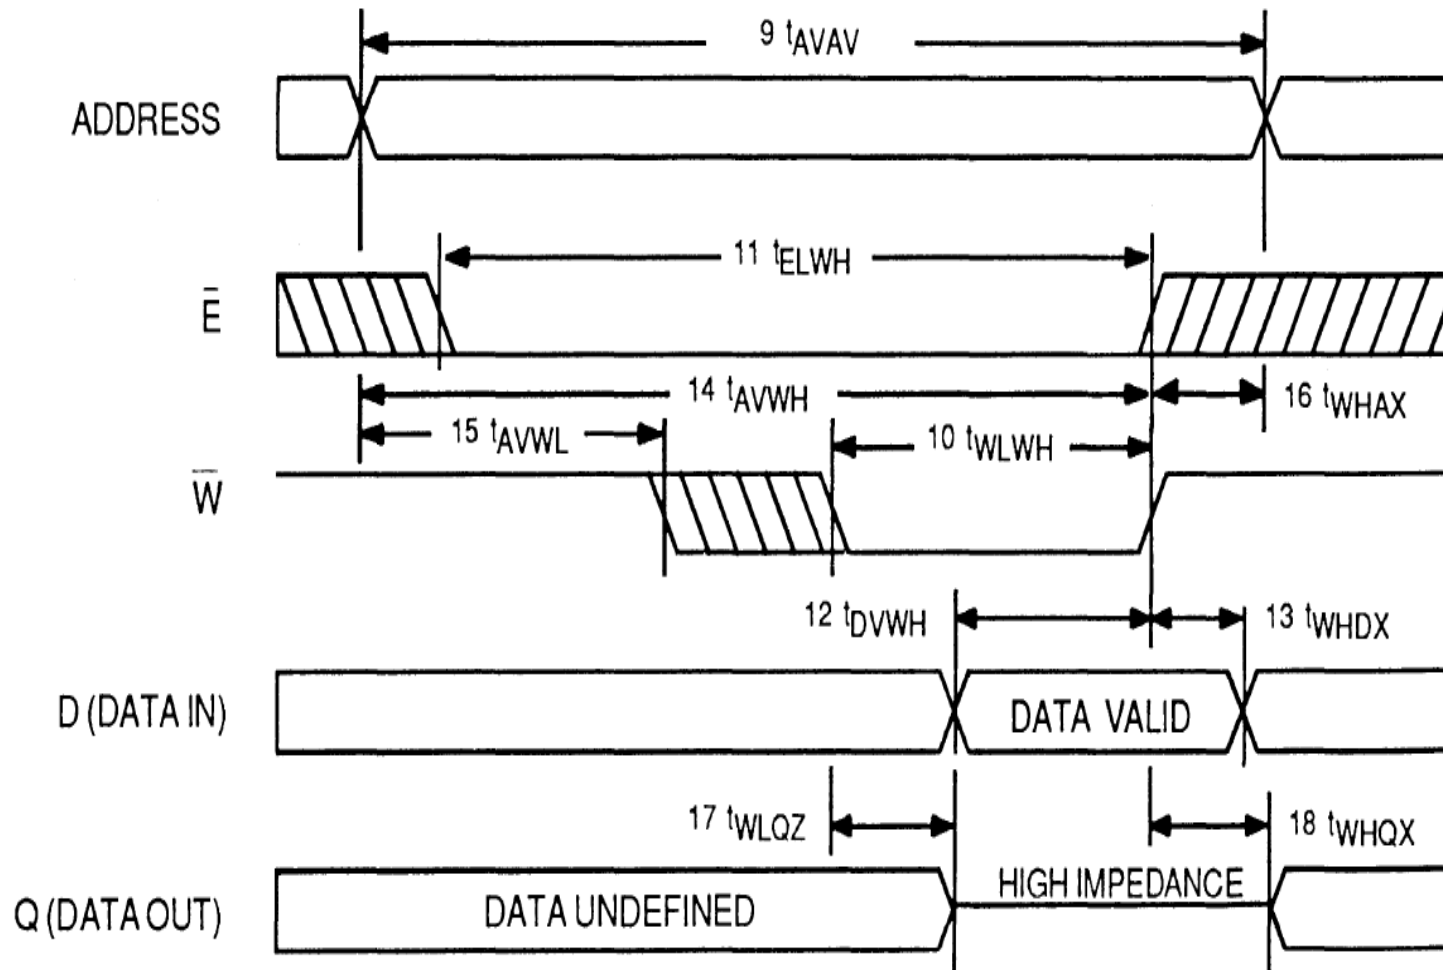 9 tAVAV
ADDRESS
11 tELWH
E̅
14 tAVWH
16 tWHAX
15 tAVWL
10 tWLWH
W̅
12 tDVWH
13 tWHDX
D (DATA IN)
DATA VALID
17 tWLQZ
18 tWHQX
HIGH IMPEDANCE
Q (DATA OUT)
DATA UNDEFINED